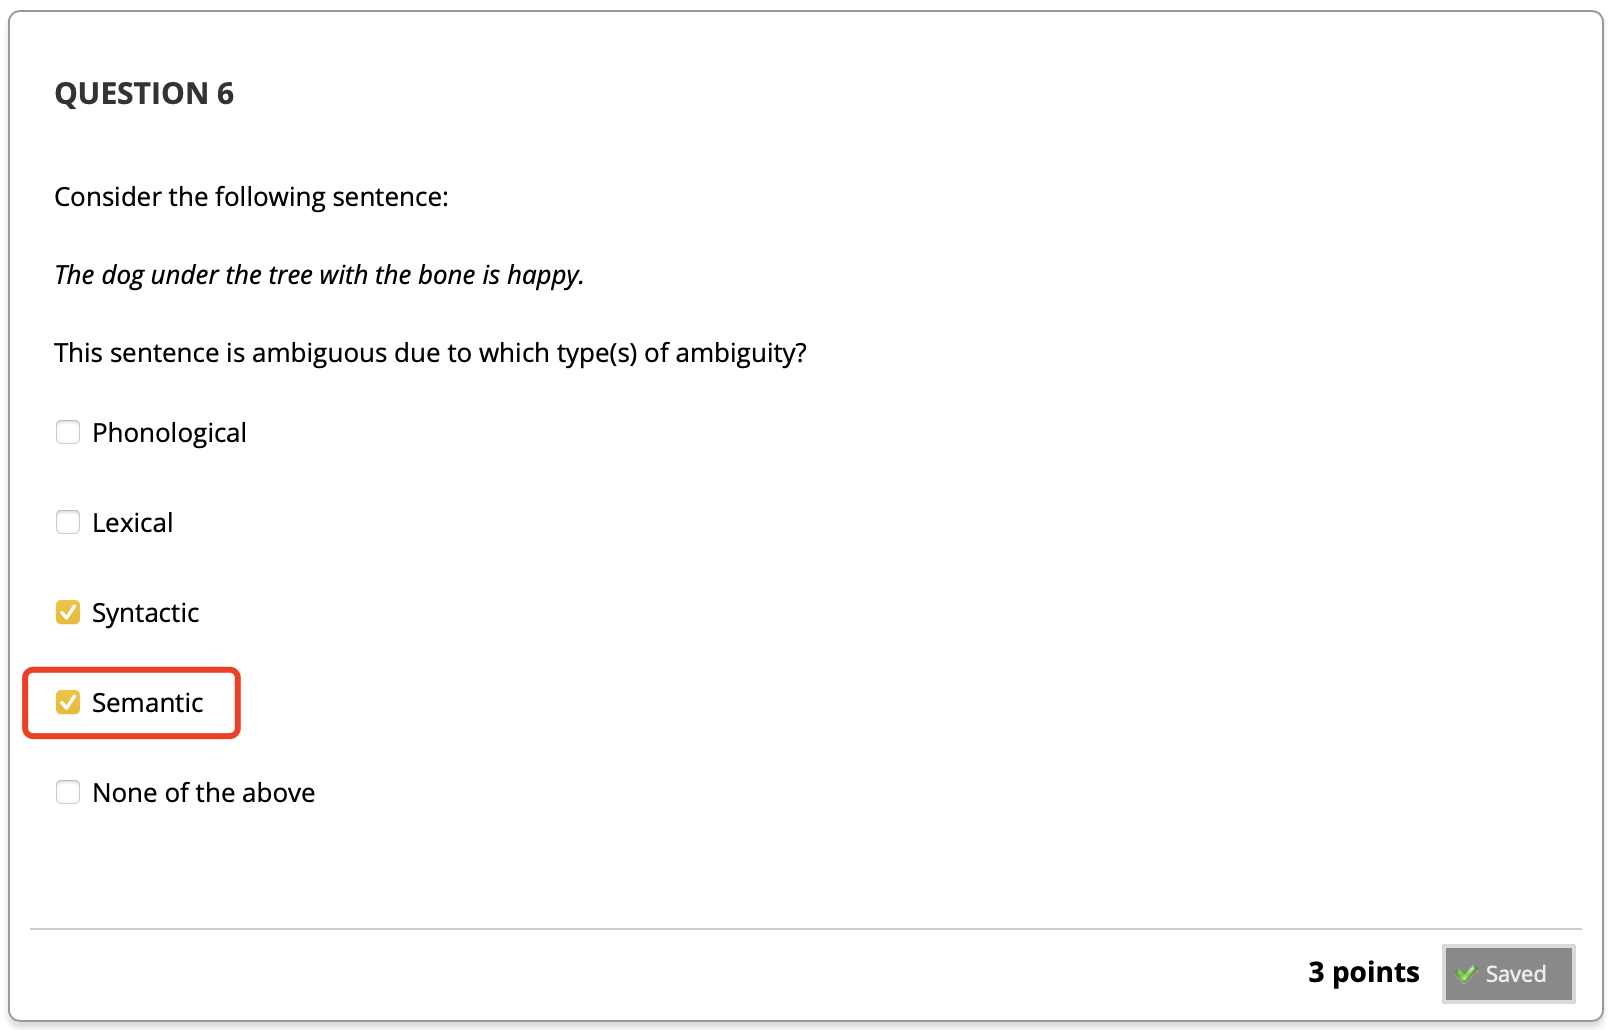 QUESTION 6
Consider the following sentence:
The dog under the tree with the bone is happy.
This sentence is ambiguous due to which type(s) of ambiguity?
Phonological
Lexical
Syntactic
Semantic
None of the above
3 points
Saved